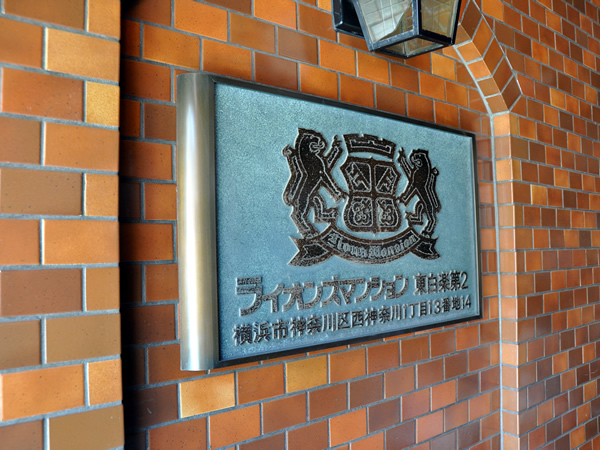 Lions Mansion
ライオンズマンション 東白楽第2
横浜市神奈川区西神奈川1丁目13番地14